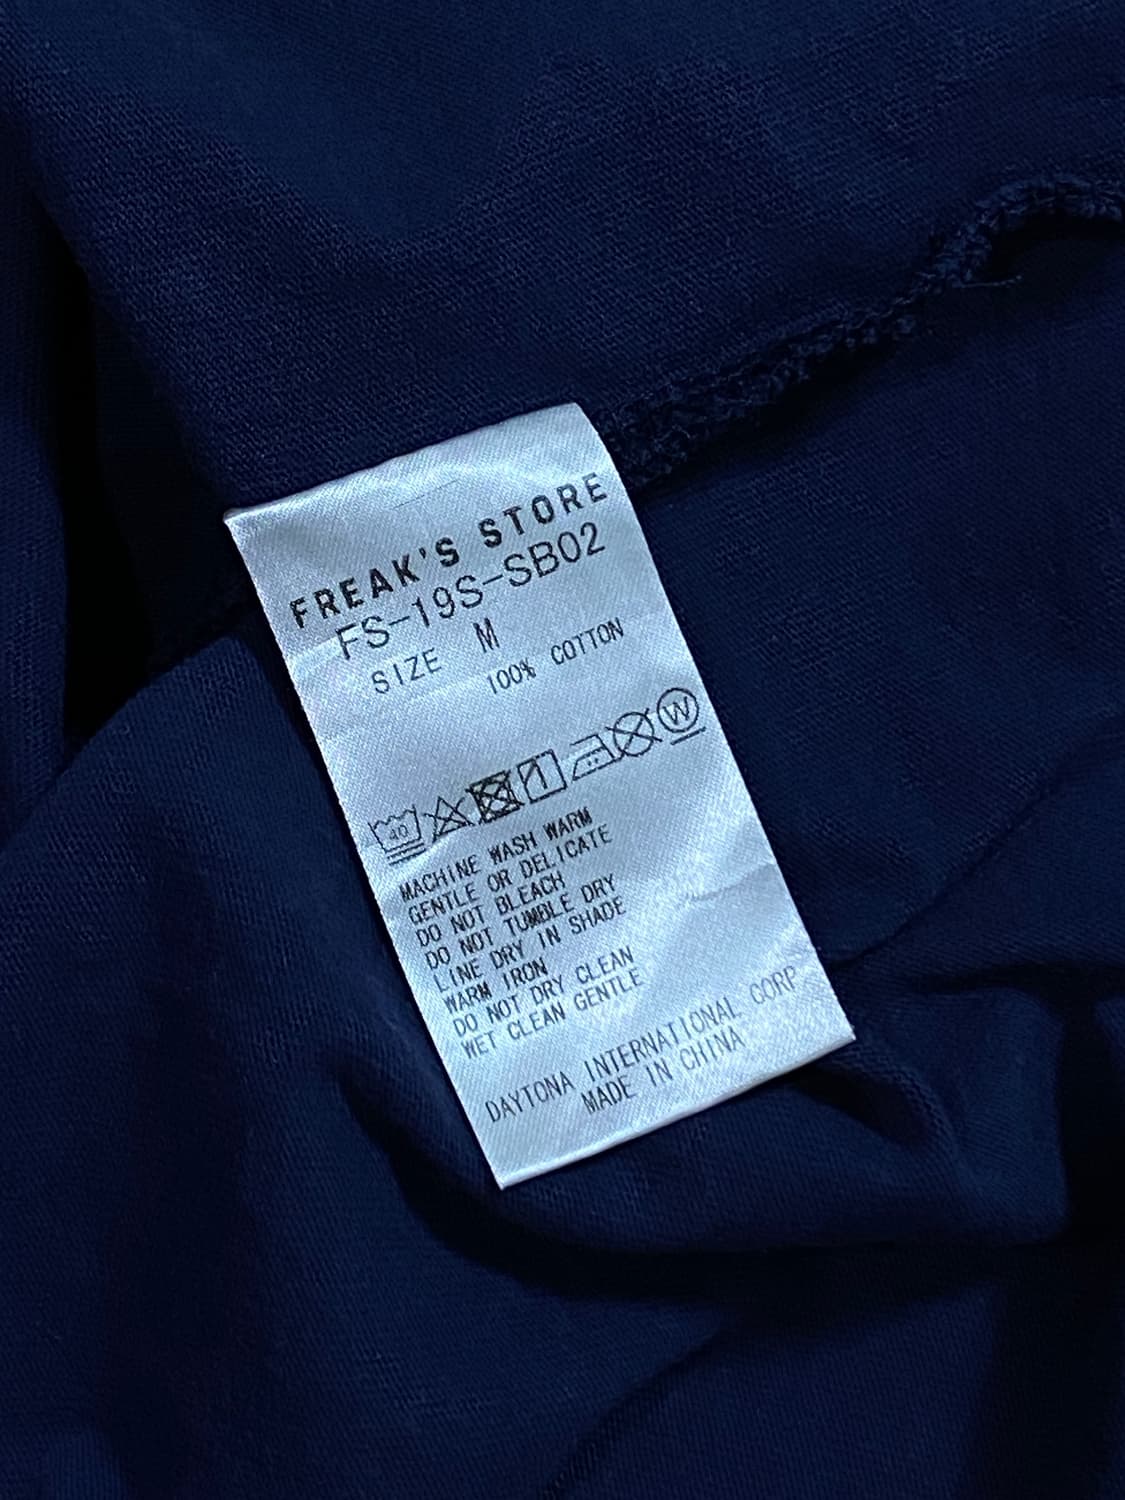 FREAK'S STORE
FS-19S-SB02
SIZE M
100% COTTON
40 W
MACHINE WASH WARM
GENTLE OR DELICATE
DO NOT BLEACH
DO NOT TUMBLE DRY
LINE DRY IN SHADE
WARM IRON
DO NOT DRY CLEAN
WET CLEAN GENTLE
DAYTONA INTERNATIONAL CORP
MADE IN CHINA